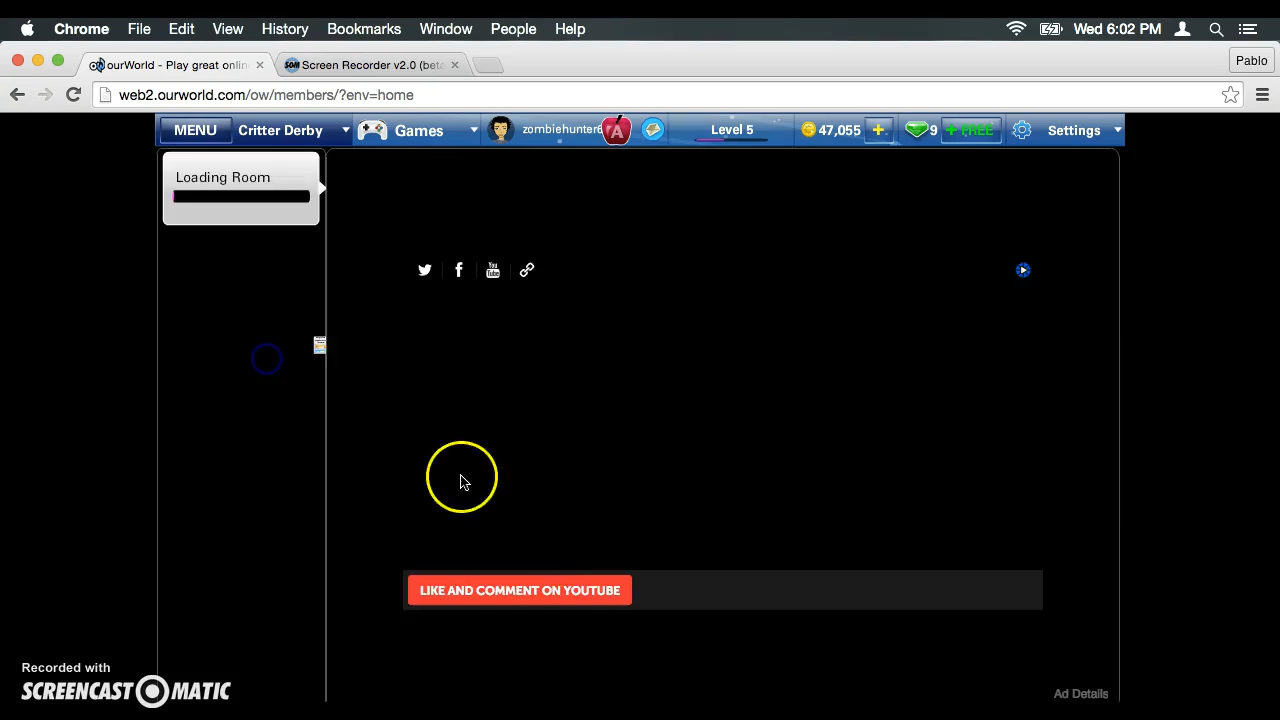 Chrome File Edit View History Bookmarks Window People Help Wed 6:02 PM
ourWorld - Play great onlin Screen Recorder v2.0 (beta Pablo
web2.ourworld.com/ow/members/?env=home
MENU Critter Derby Games zombiehunter6 A Level 5 47,055 + 9 + FREE Settings
Loading Room
You Tube
LIKE AND COMMENT ON YOUTUBE
Recorded with
SCREENCAST MATIC
Ad Details